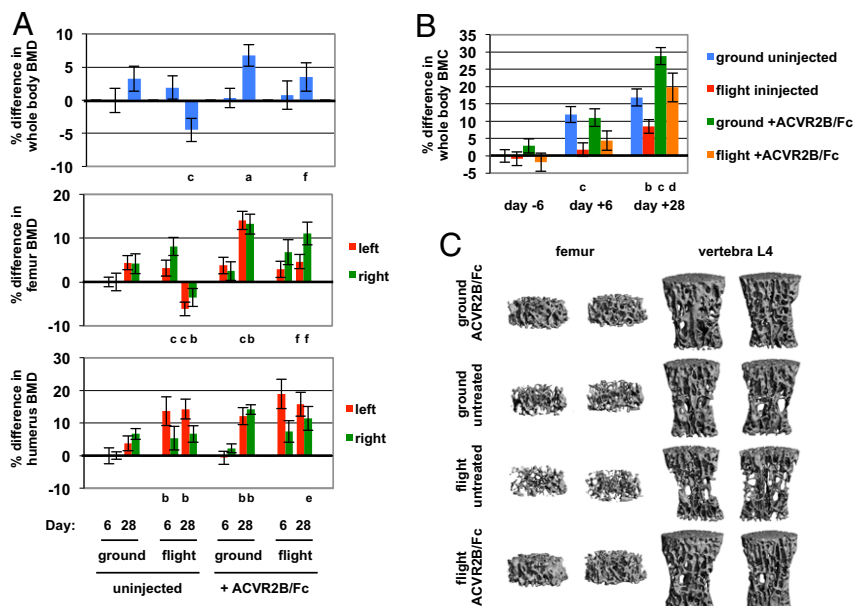 A
% difference in
whole body BMD
10
5
0
-5
-10
c
a
f
% difference in
femur BMD
20
10
0
-10
left
right
c c b
c b
f f
% difference in
humerus BMD
30
20
10
0
-10
left
right
b b
b b
e
Day: 6 28 6 28 6 28 6 28
ground flight ground flight
uninjected + ACVR2B/Fc
B
% difference in
whole body BMC
35
30
25
20
15
10
5
0
-5
c
b c d
day -6 day +6 day +28
ground uninjected
flight ininjected
ground +ACVR2B/Fc
flight +ACVR2B/Fc
C
femur vertebra L4
ground
ACVR2B/Fc
ground
untreated
flight
untreated
flight
ACVR2B/Fc